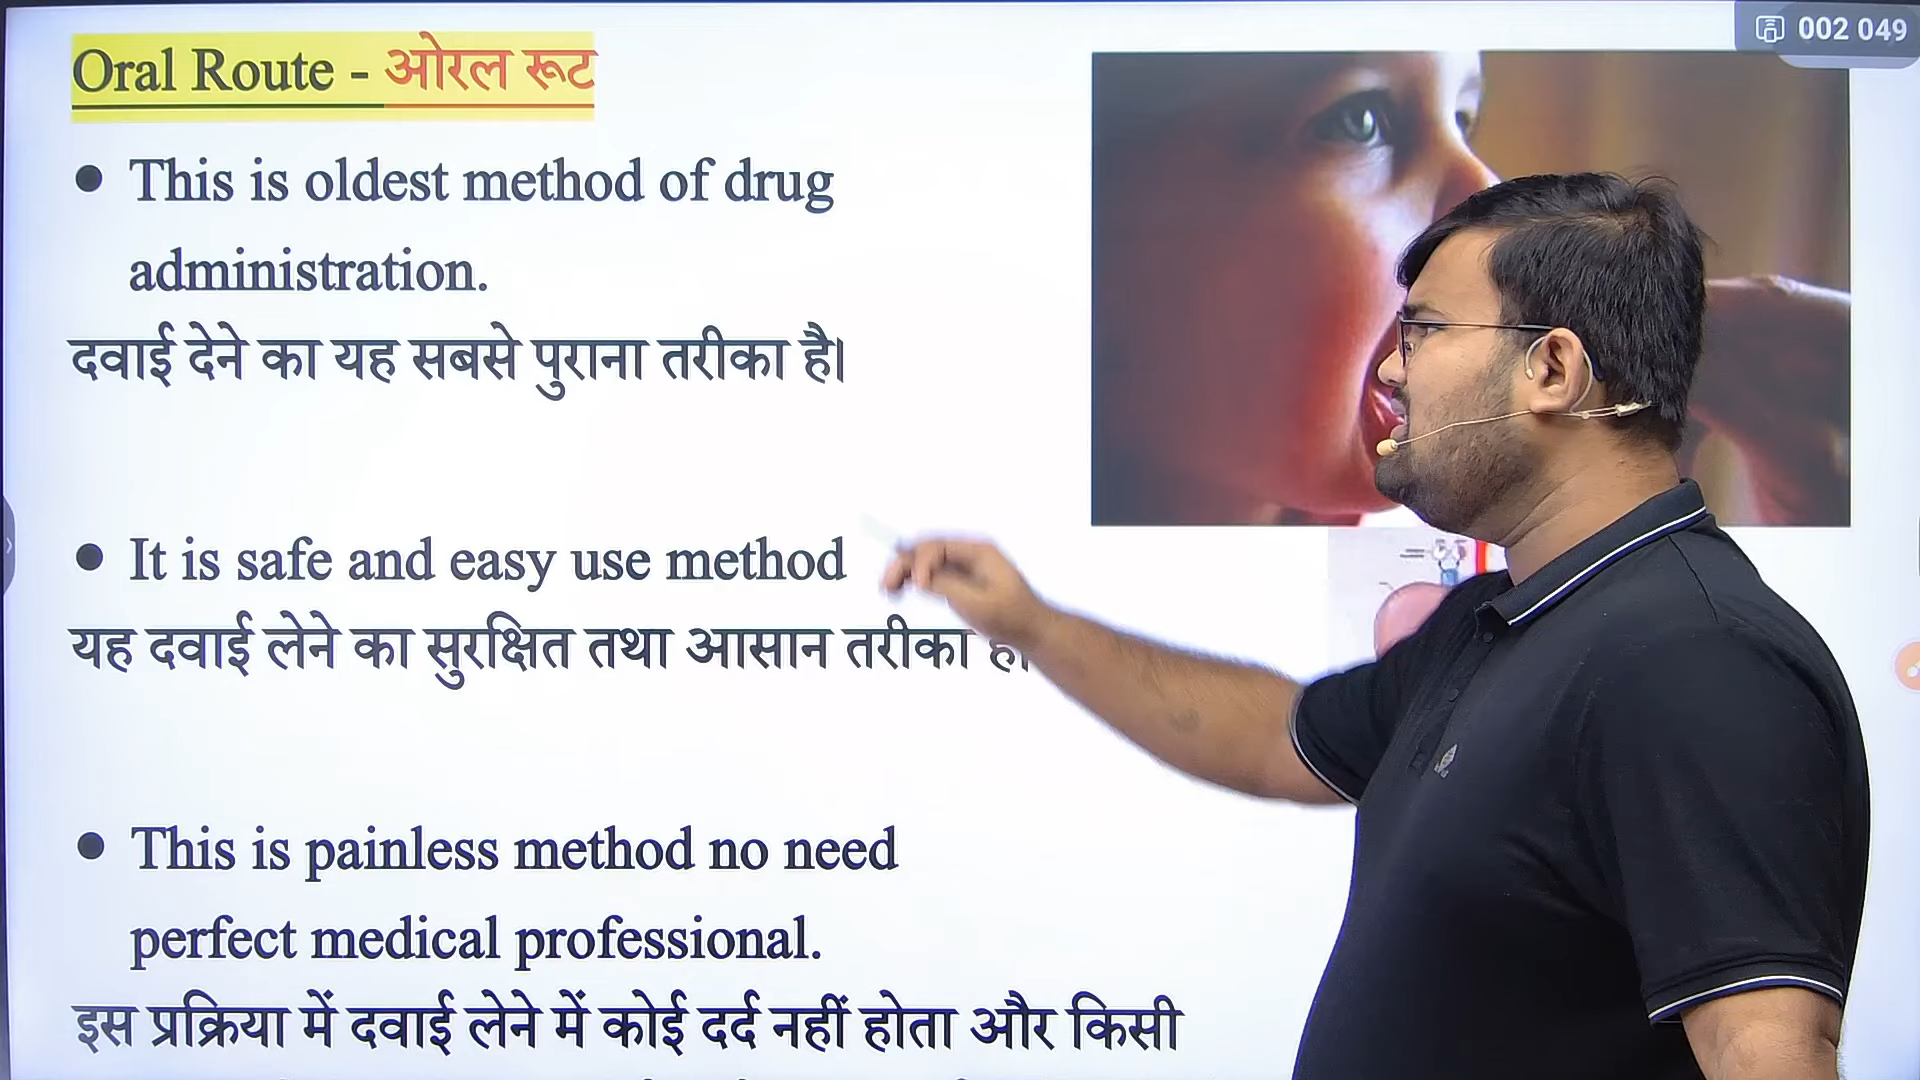 002 049
Oral Route - ओरल रूट
● This is oldest method of drug
administration.
दवाई देने का यह सबसे पुराना तरीका है।
● It is safe and easy use method
यह दवाई लेने का सुरक्षित तथा आसान तरीका
● This is painless method no need
perfect medical professional.
इस प्रक्रिया में दवाई लेने में कोई दर्द नहीं होता और किसी